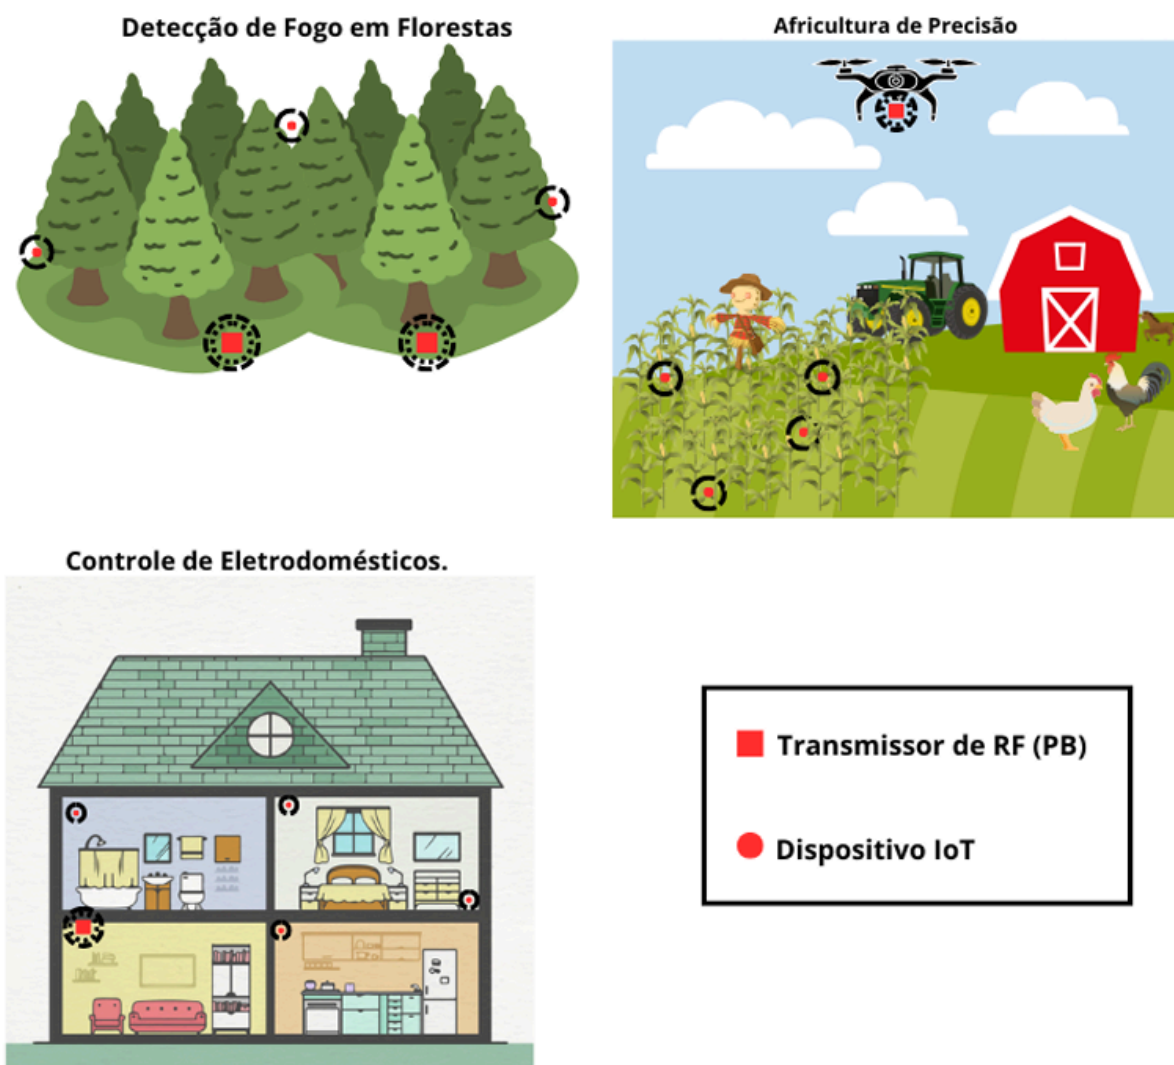 Detecção de Fogo em Florestas
Africultura de Precisão
Controle de Eletrodomésticos.
Transmissor de RF (PB)
Dispositivo IoT